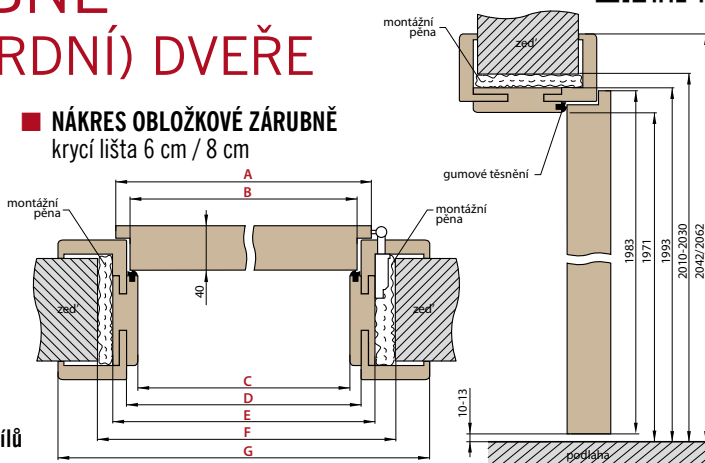 RDNÍ) DVEŘE
■ NÁKRES OBLOŽKOVÉ ZÁRUBNĚ
krycí lišta 6 cm / 8 cm
A
B
montážní
pěna
montážní
pěna
zeď
40
zeď
C
D
E
F
G
ílů
montážní
pěna
zeď
gumové těsnění
1983
1971
1993
2010-2030
2042/2062
10-13
podlaha